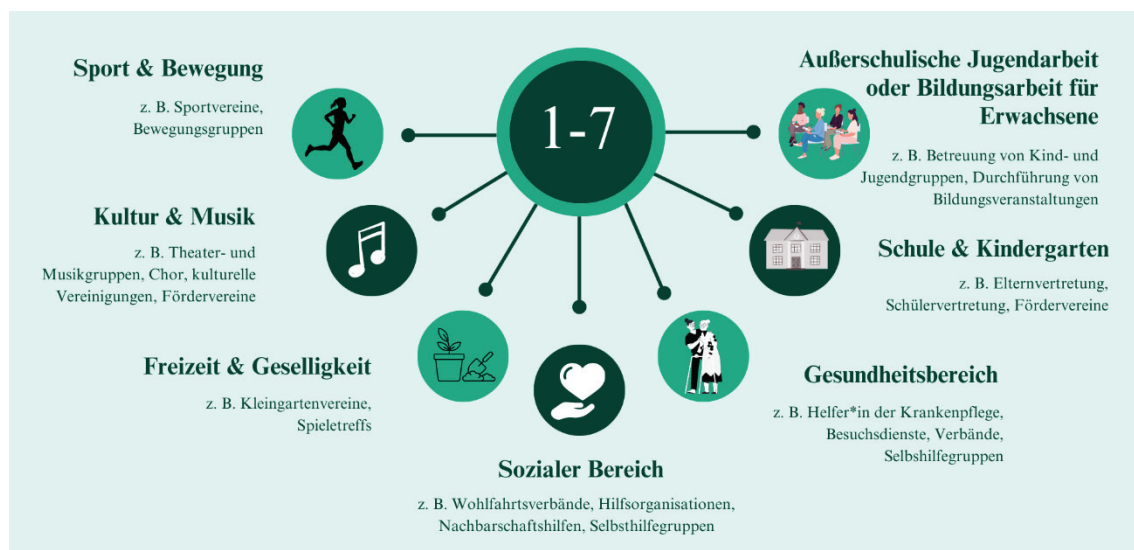 1-7
Sport & Bewegung
z. B. Sportvereine,
Bewegungsgruppen
Kultur & Musik
z. B. Theater- und
Musikgruppen, Chor, kulturelle
Vereinigungen, Fördervereine
Freizeit & Geselligkeit
z. B. Kleingartenvereine,
Spieletreffs
Sozialer Bereich
z. B. Wohlfahrtsverbände, Hilfsorganisationen,
Nachbarschaftshilfen, Selbsthilfegruppen
Gesundheitsbereich
z. B. Helfer*in der Krankenpflege,
Besuchsdienste, Verbände,
Selbshilfegruppen
Schule & Kindergarten
z. B. Elternvertretung,
Schülervertretung, Fördervereine
Außerschulische Jugendarbeit
oder Bildungsarbeit für
Erwachsene
z. B. Betreuung von Kind- und
Jugendgruppen, Durchführung von
Bildungsveranstaltungen